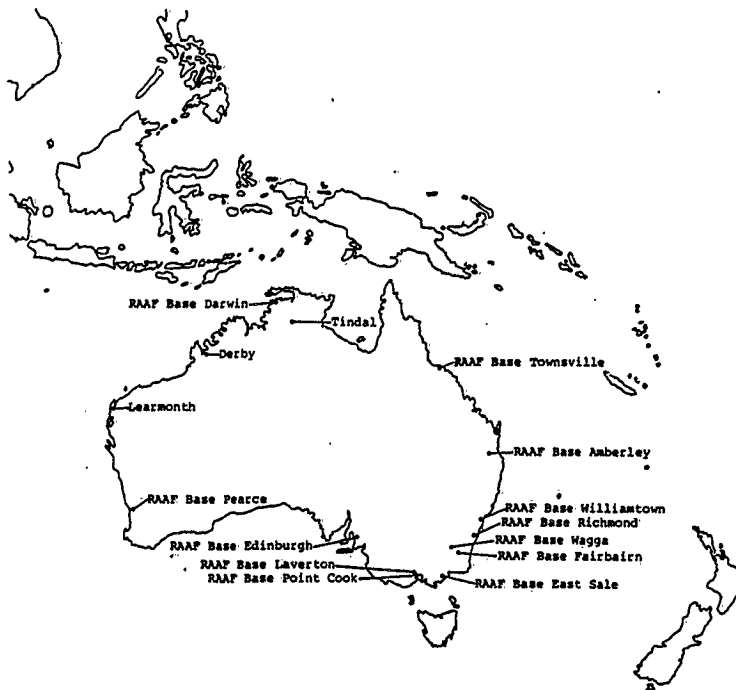 RAAF Base Darwin
Tindal
Derby
RAAF Base Townsville
Learmonth
RAAF Base Amberley
RAAF Base Pearce
RAAF Base Williamtown
RAAF Base Richmond
RAAF Base Wagga
RAAF Base Edinburgh
RAAF Base Fairbairn
RAAF Base Laverton
RAAF Base Point Cook
RAAF Base East Sale